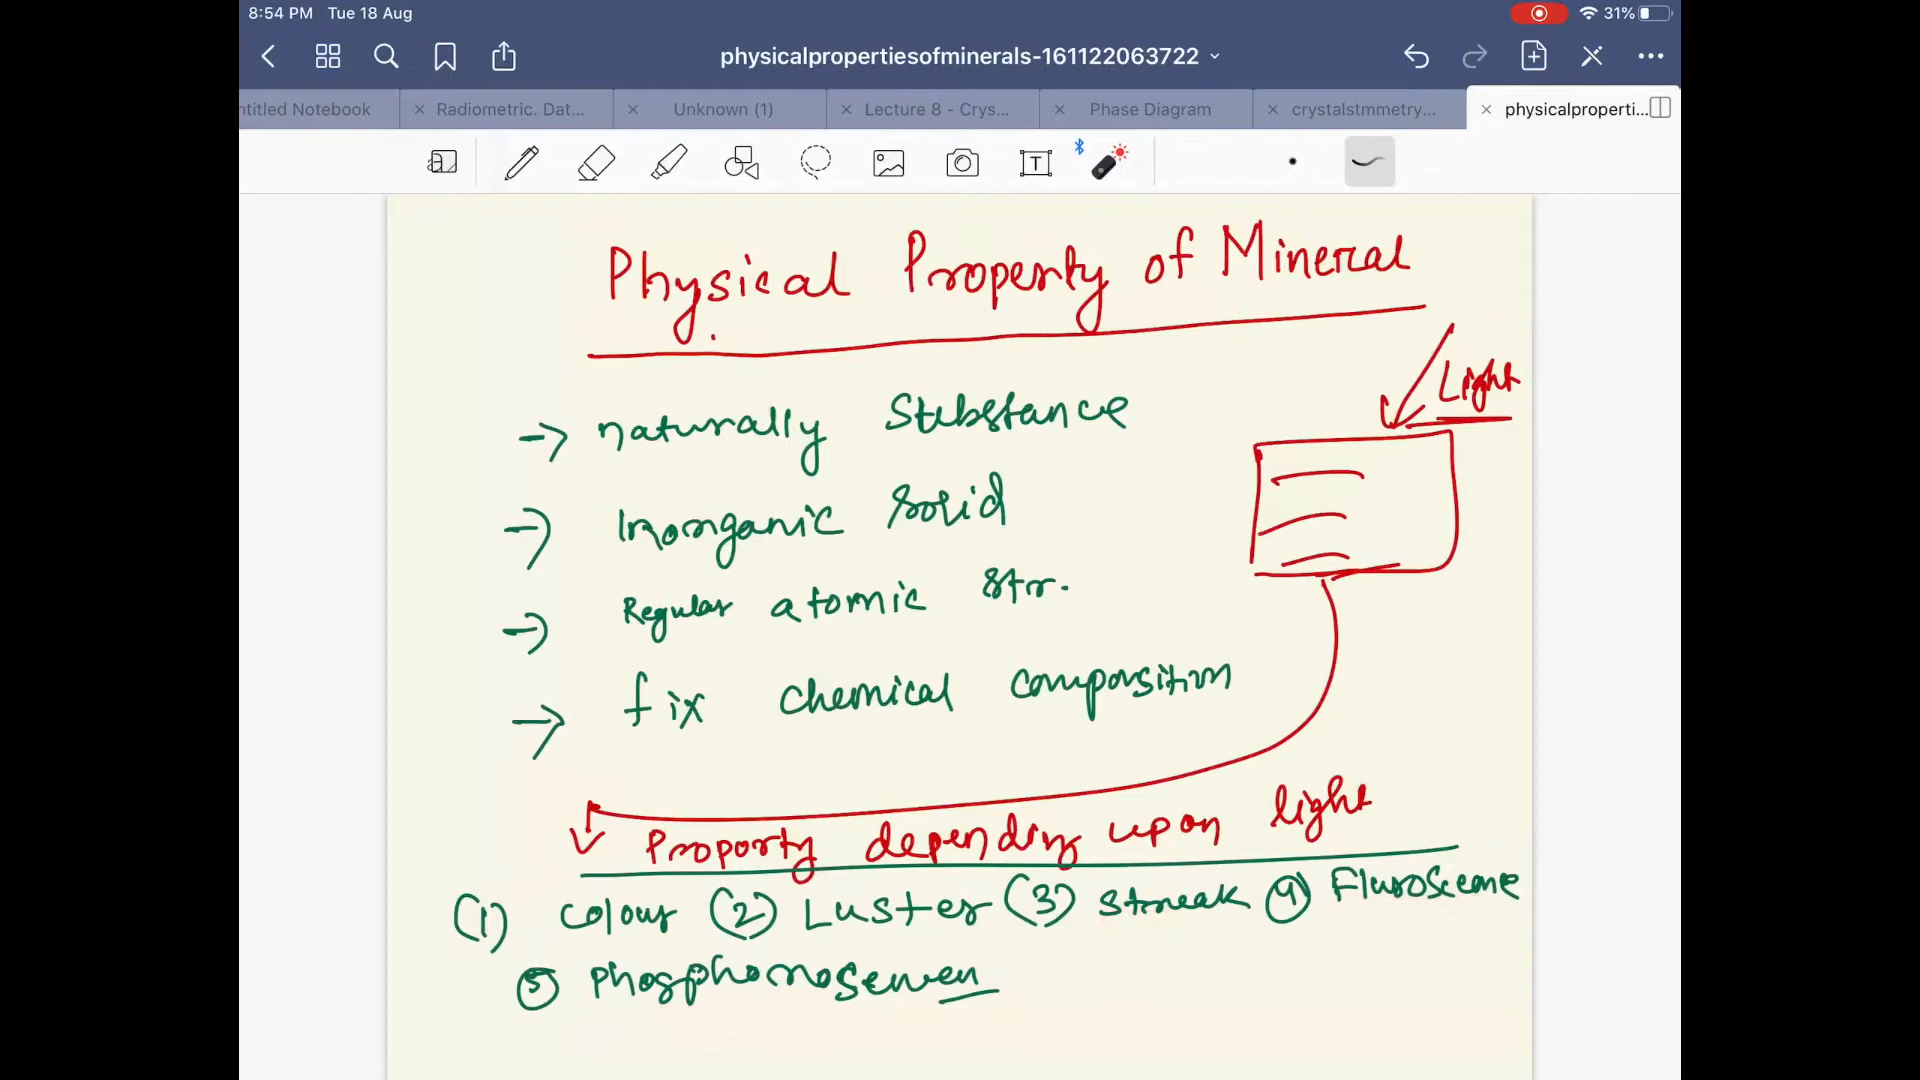 8:54 PM Tue 18 Aug 31%
physicalpropertiesofminerals-161122063722
ntitled Notebook Radiometric. Dat... Unknown (1) Lecture 8 - Crys... Phase Diagram crystalstmmetry... physicalproperti...
T
Physical Property of Mineral
Light
→ naturally Substance
→ Inorganic Solid
→ Regular atomic Str.
→ fix chemical composition
Property depending upon light
(1) Colour (2) Luster (3) Streak (4) Fluroscene
(5) Phosphorosenen